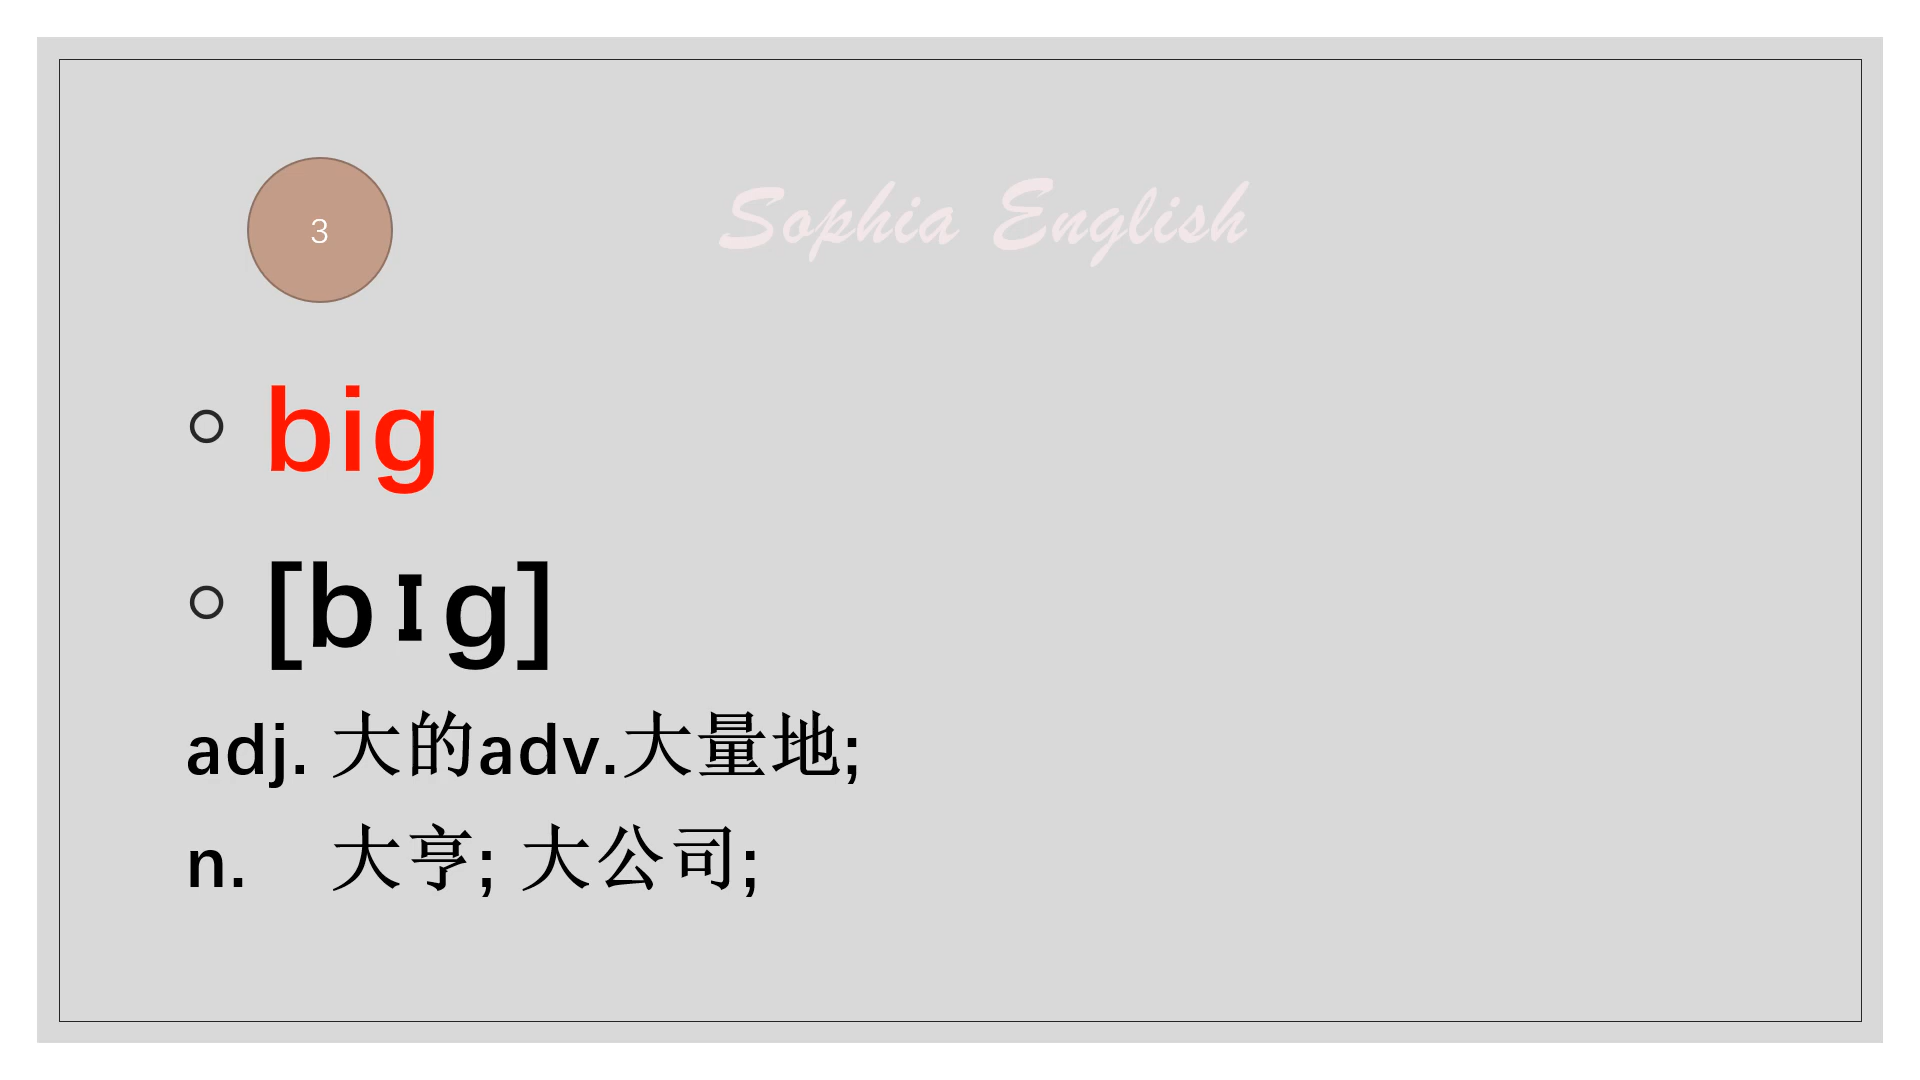 3
Sophia English
big
[bɪg]
adj. 大的adv.大量地;
n. 大亨; 大公司;